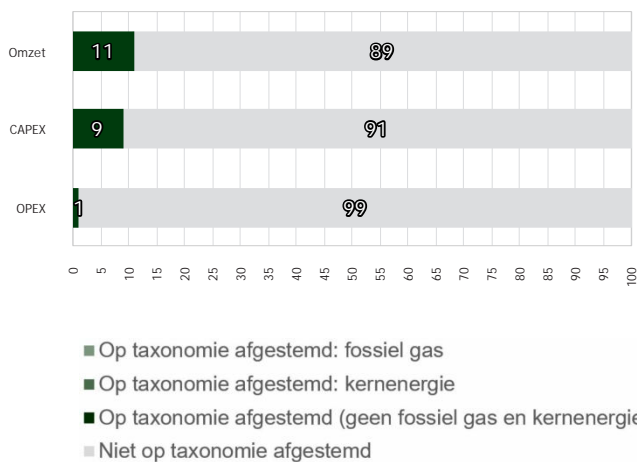 Omzet 11 89
CAPEX 9 91
OPEX 1 99
0 5 10 15 20 25 30 35 40 45 50 55 60 65 70 75 80 85 90 95 100
Op taxonomie afgestemd: fossiel gas
Op taxonomie afgestemd: kernenergie
Op taxonomie afgestemd (geen fossiel gas en kernenergie
Niet op taxonomie afgestemd